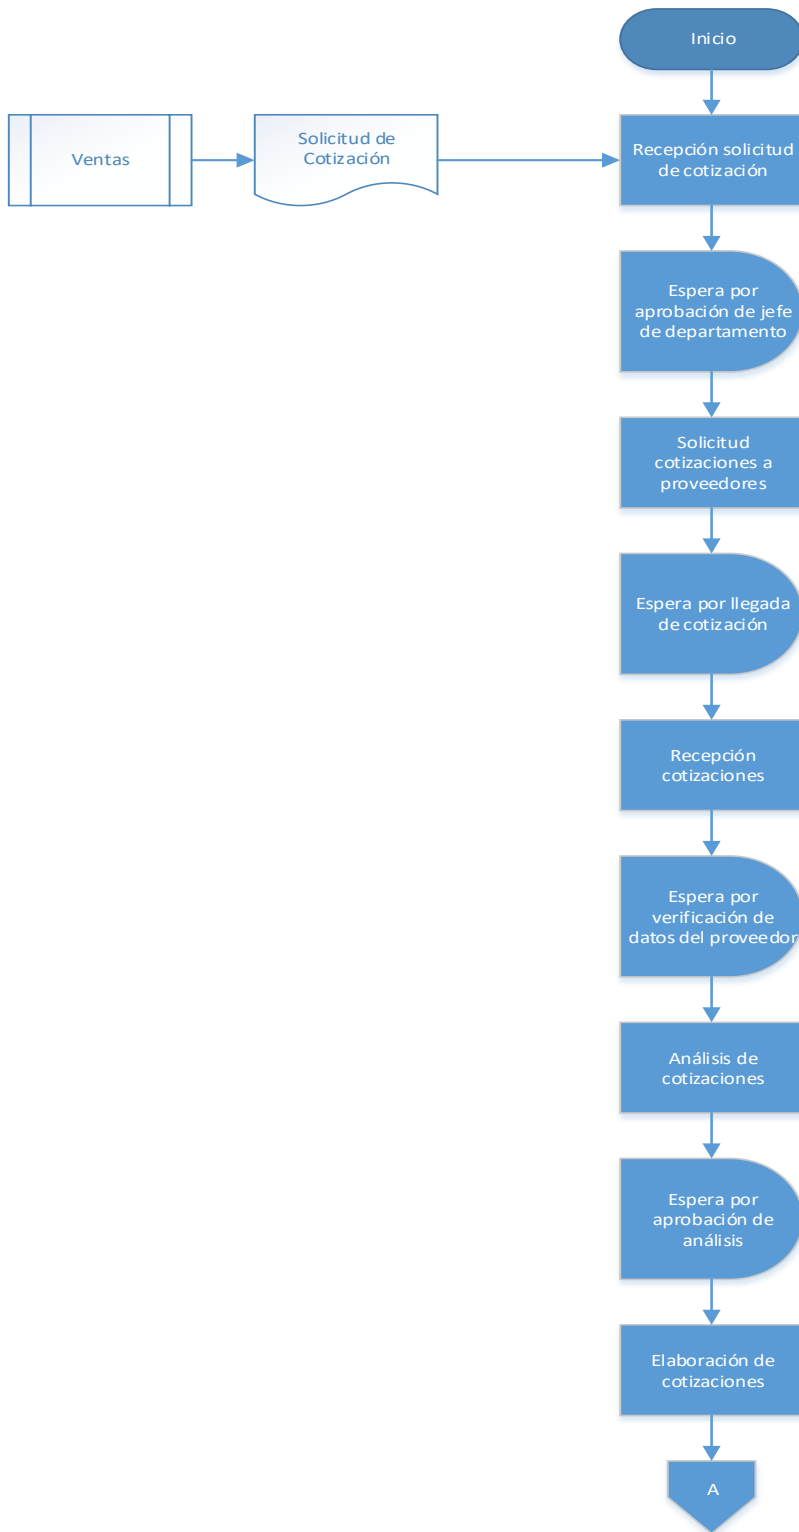 Inicio
Ventas
Solicitud de
Cotización
Recepción solicitud
de cotización
Espera por
aprobación de jefe
de departamento
Solicitud
cotizaciones a
proveedores
Espera por llegada
de cotización
Recepción
cotizaciones
Espera por
verificación de
datos del proveedor
Análisis de
cotizaciones
Espera por
aprobación de
análisis
Elaboración de
cotizaciones
A